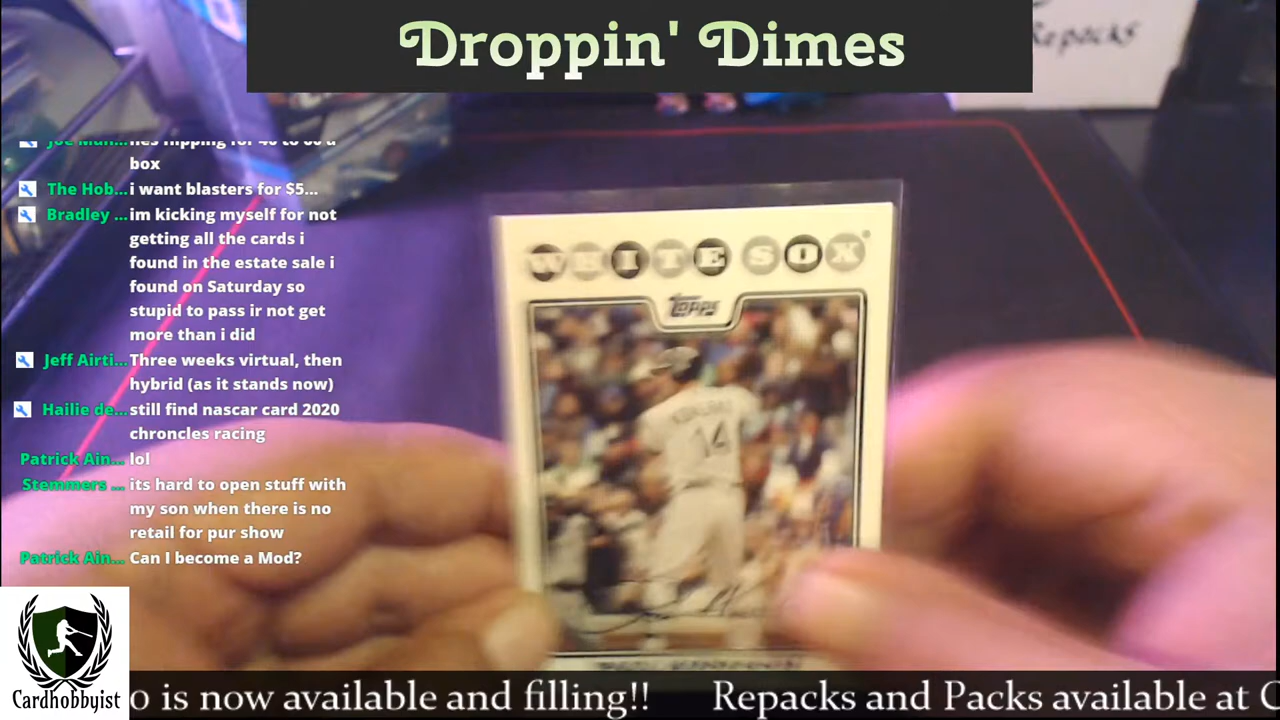 Droppin' Dimes
Repacks
box
The Hob... i want blasters for $5...
Bradley ... im kicking myself for not
getting all the cards i
found in the estate sale i
found on Saturday so
stupid to pass ir not get
more than i did
Jeff Airti... Three weeks virtual, then
hybrid (as it stands now)
Hailie de... still find nascar card 2020
chroncles racing
Patrick Ain... lol
Stemmers ... its hard to open stuff with
my son when there is no
retail for pur show
Patrick Ain... Can I become a Mod?
WHITE SOX
Topps
14
Cardhobbyist
o is now available and filling!! Repacks and Packs available at C